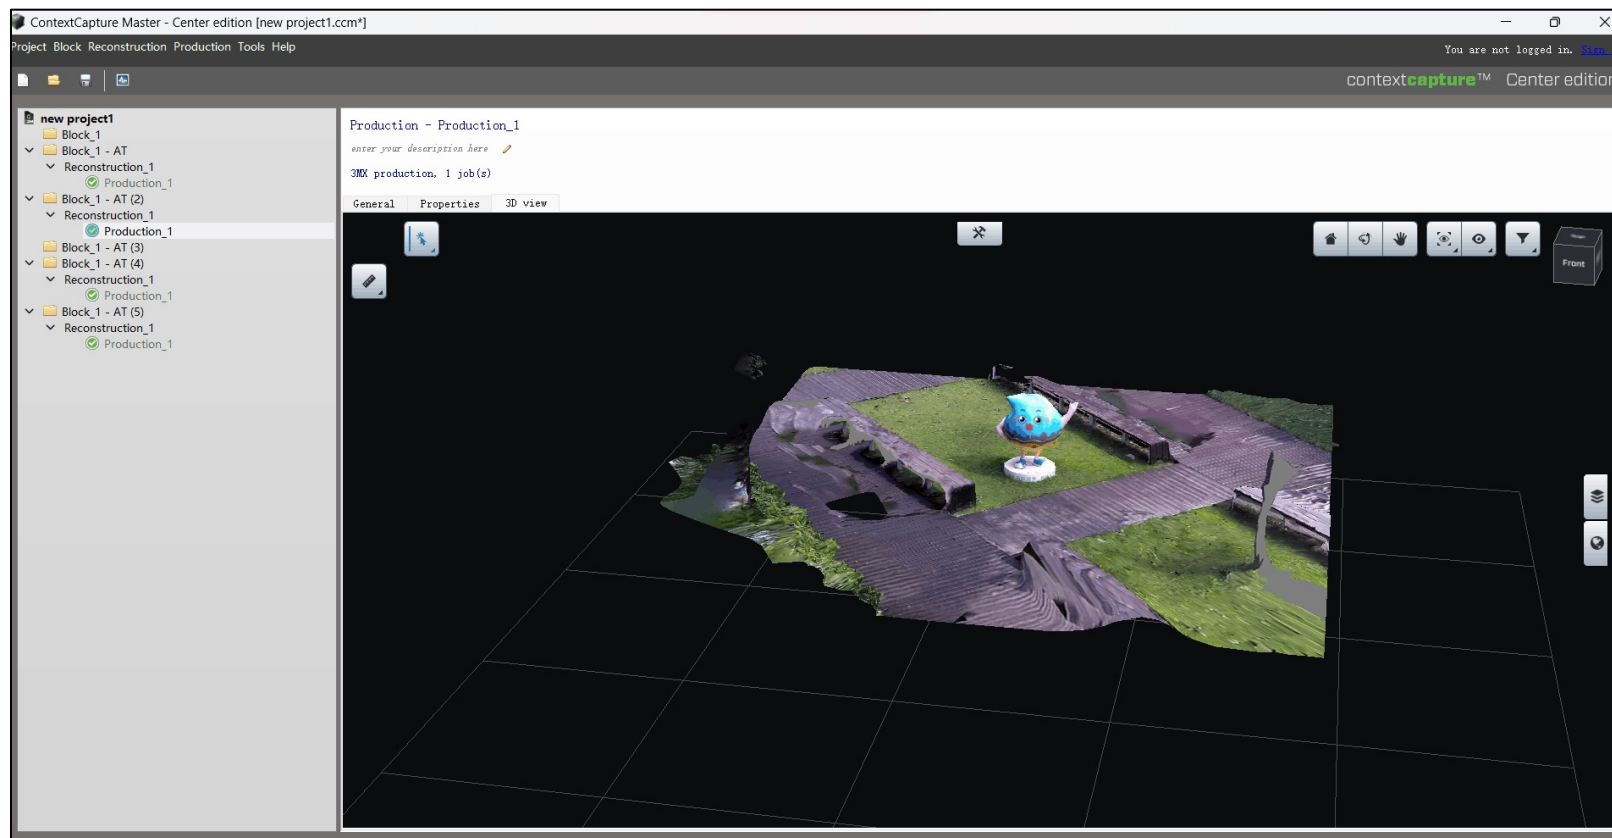 ContextCapture Master - Center edition [new project1.ccm*]
Project Block Reconstruction Production Tools Help
You are not logged in. Sign
contextcapture™ Center edition
new project1
Block_1
Block_1 - AT
Reconstruction_1
Production_1
Block_1 - AT (2)
Reconstruction_1
Production_1
Block_1 - AT (3)
Block_1 - AT (4)
Reconstruction_1
Production_1
Block_1 - AT (5)
Reconstruction_1
Production_1
Production - Production_1
enter your description here
3MX production, 1 job(s)
General Properties 3D view
Front